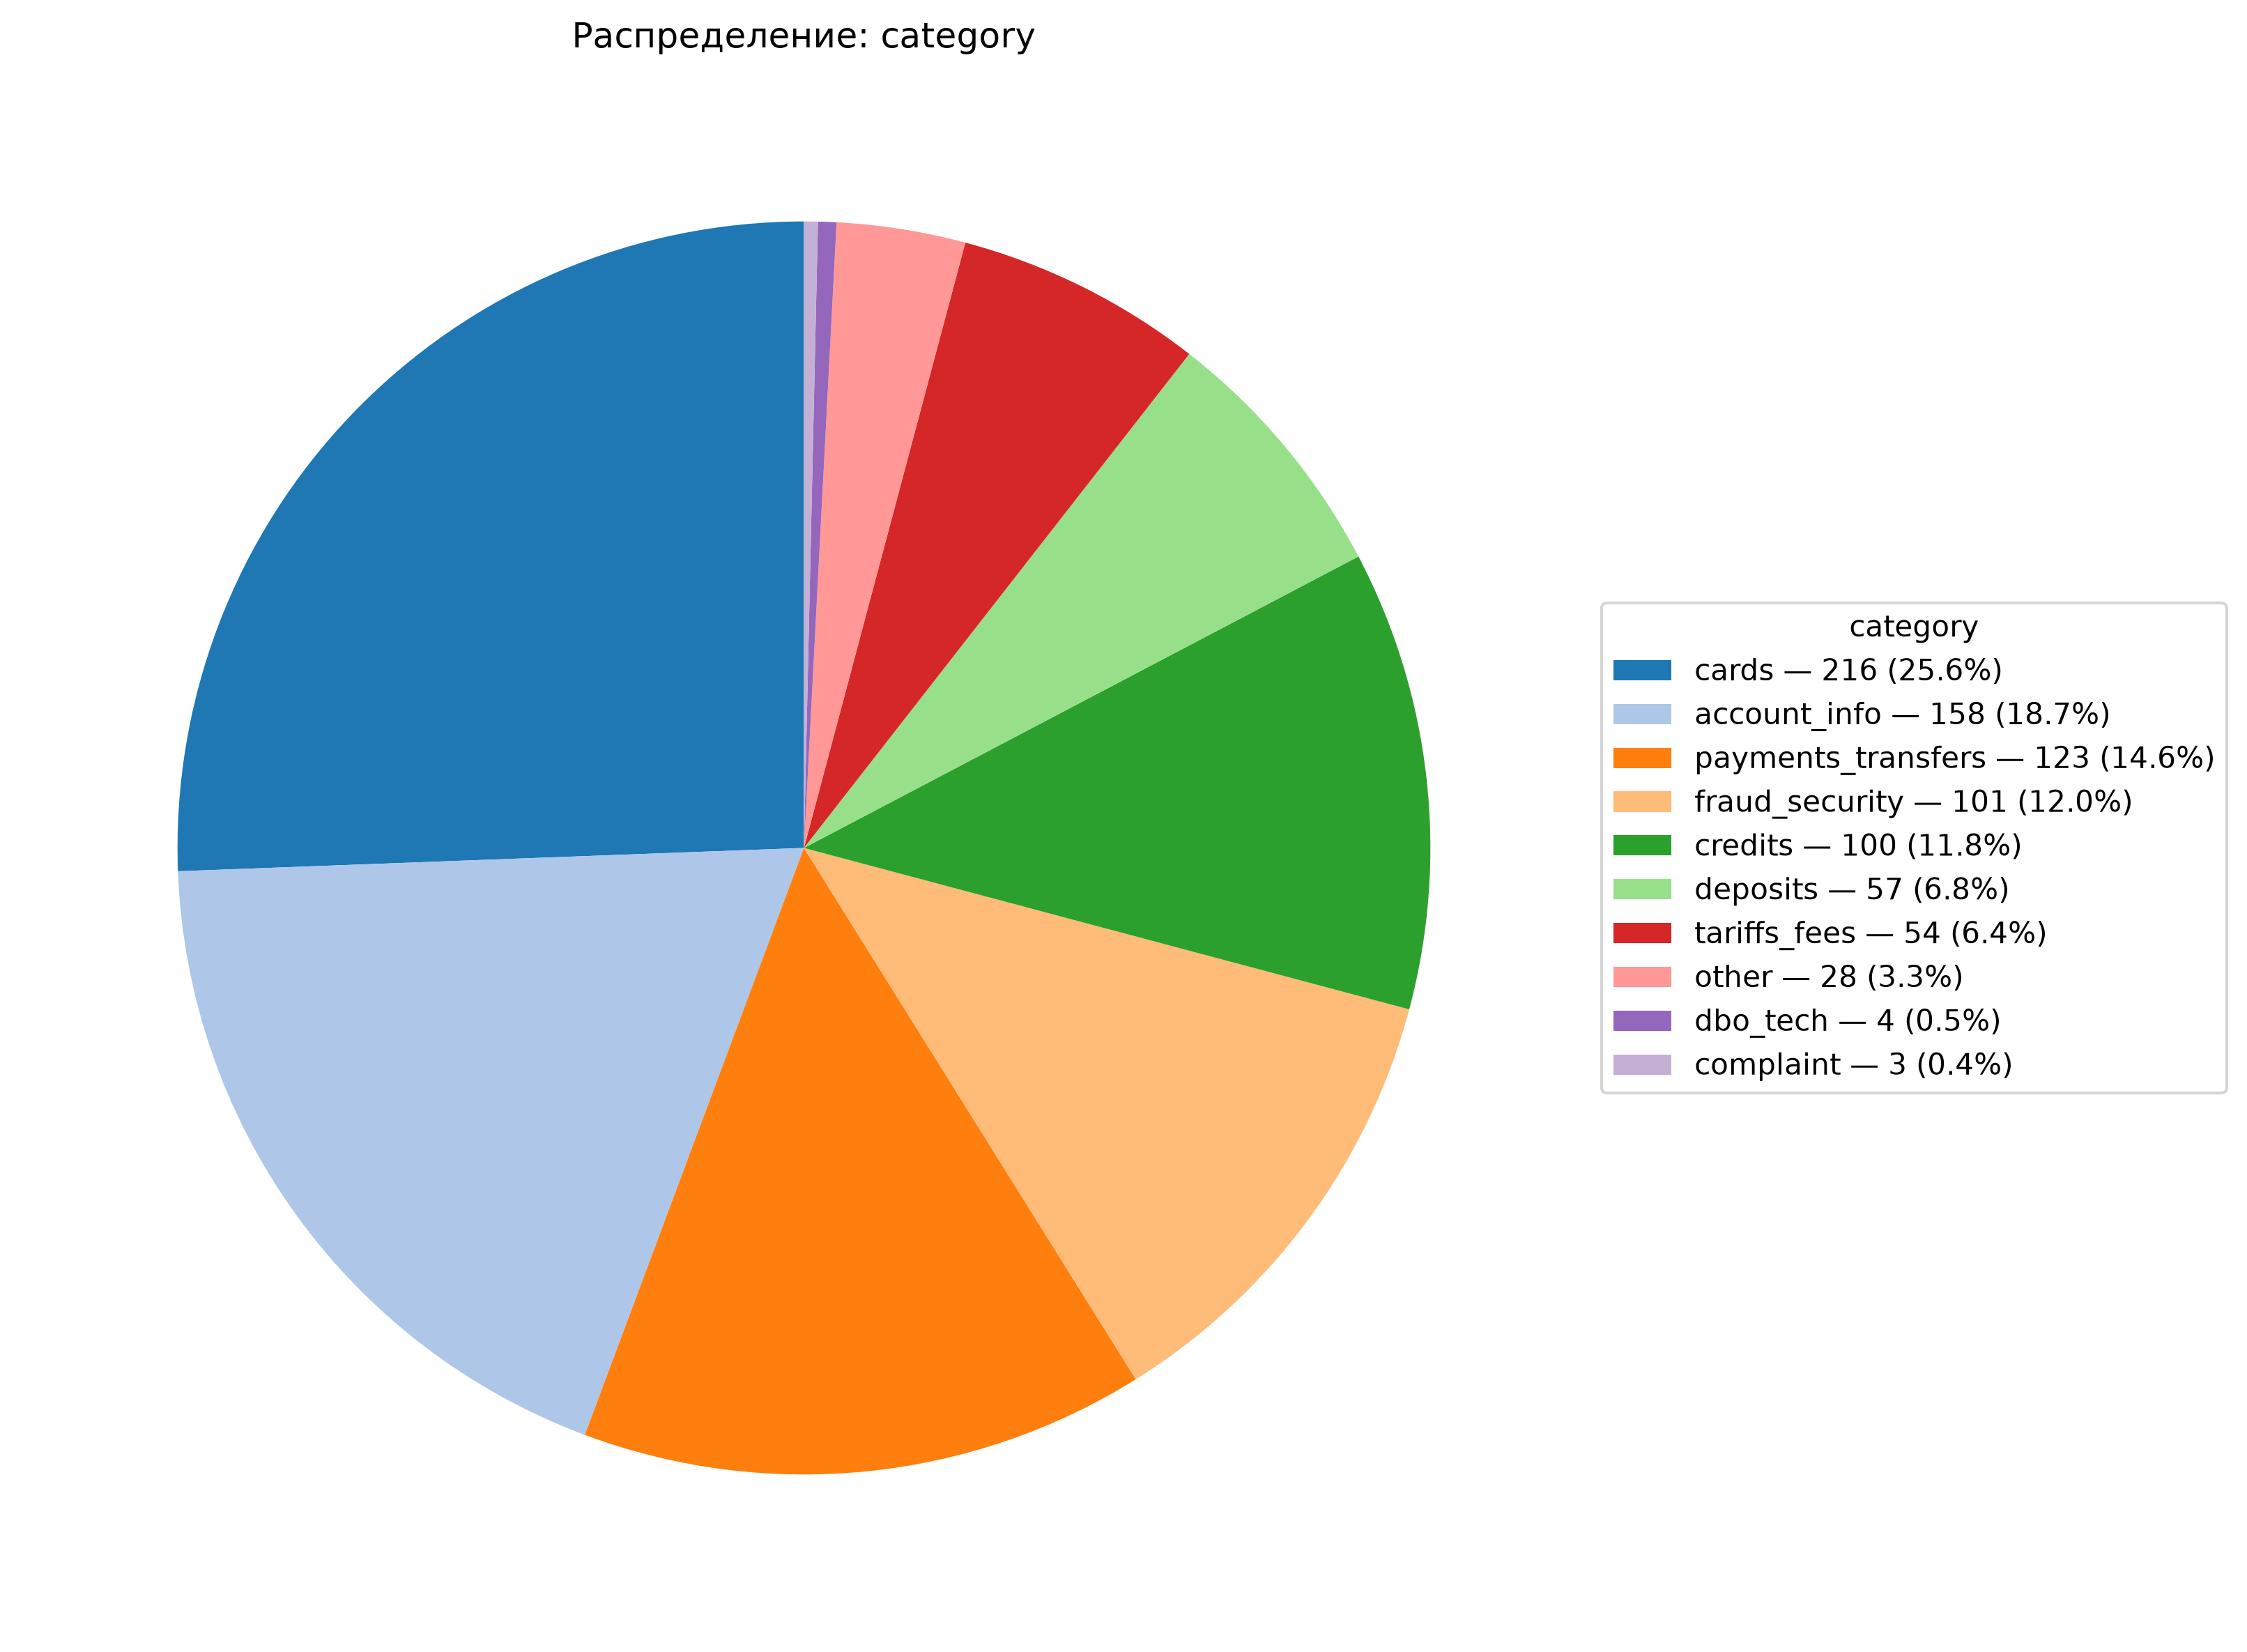 Распределение: category
category
cards — 216 (25.6%)
account_info — 158 (18.7%)
payments_transfers — 123 (14.6%)
fraud_security — 101 (12.0%)
credits — 100 (11.8%)
deposits — 57 (6.8%)
tariffs_fees — 54 (6.4%)
other — 28 (3.3%)
dbo_tech — 4 (0.5%)
complaint — 3 (0.4%)